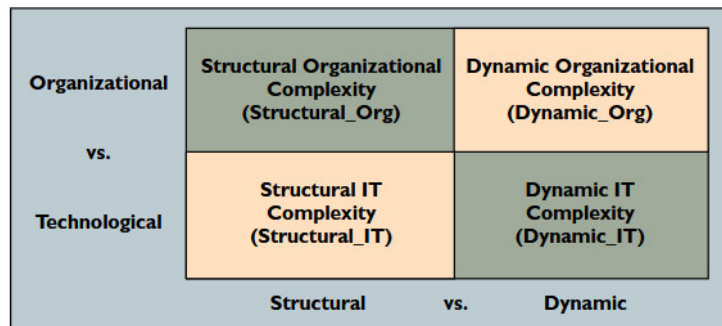 Organizational
vs.
Technological
Structural Organizational
Complexity
(Structural_Org)
Dynamic Organizational
Complexity
(Dynamic_Org)
Structural IT
Complexity
(Structural_IT)
Dynamic IT
Complexity
(Dynamic_IT)
Structural vs. Dynamic